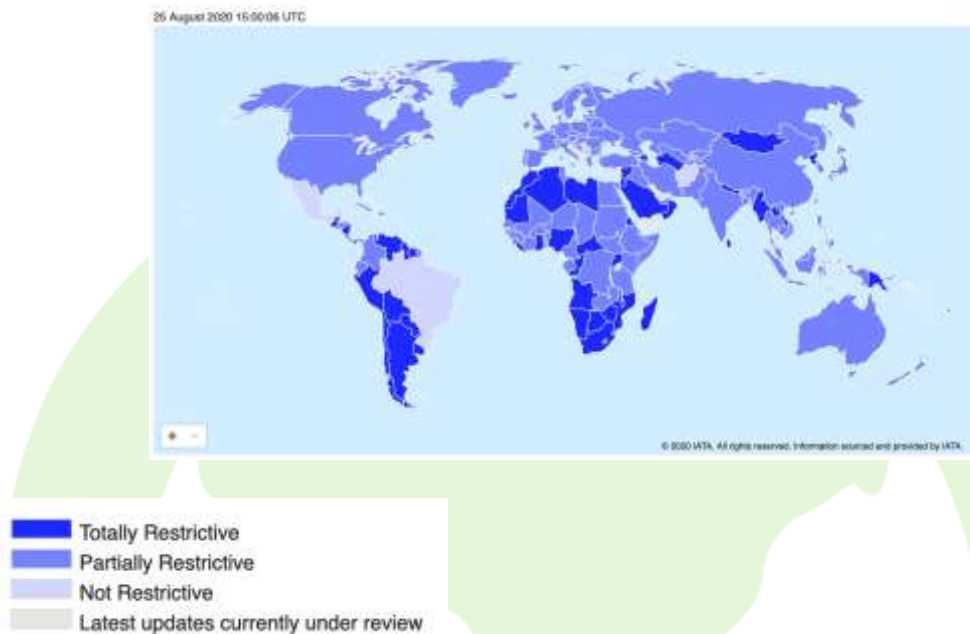 25 August 2020 15:00:06 UTC
+ −
© 2020 IATA. All rights reserved. Information sourced and provided by IATA.
Totally Restrictive
Partially Restrictive
Not Restrictive
Latest updates currently under review